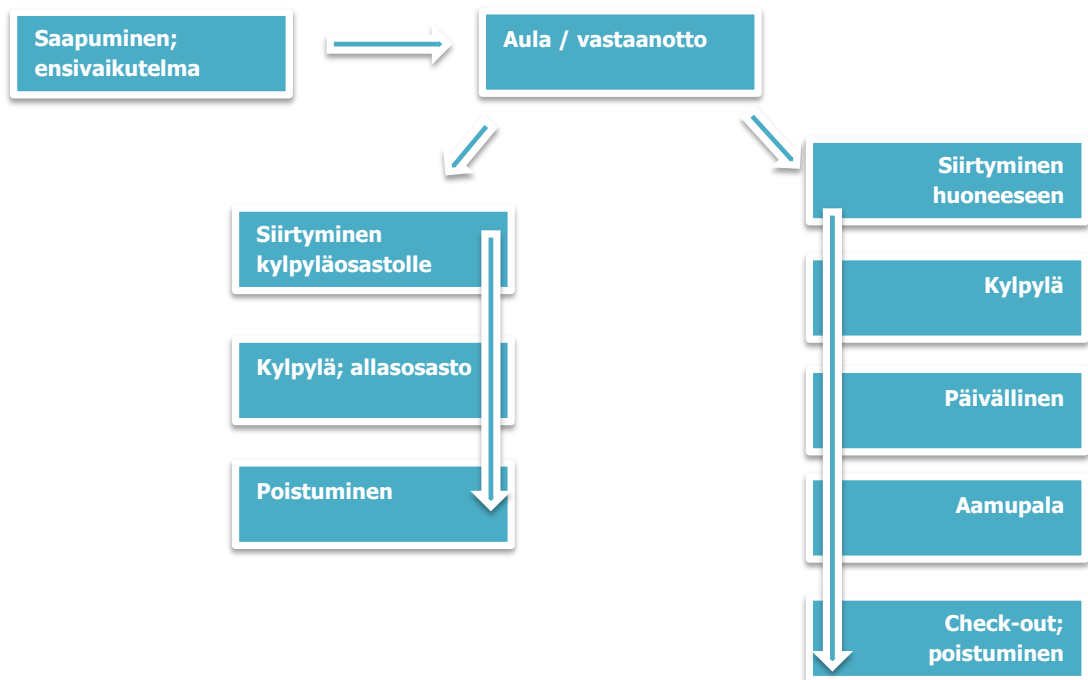 Saapuminen;
ensivaikutelma
Aula / vastaanotto
Siirtyminen
kylpyläosastolle
Kylpylä; allasosasto
Poistuminen
Siirtyminen
huoneeseen
Kylpylä
Päivällinen
Aamupala
Check-out;
poistuminen